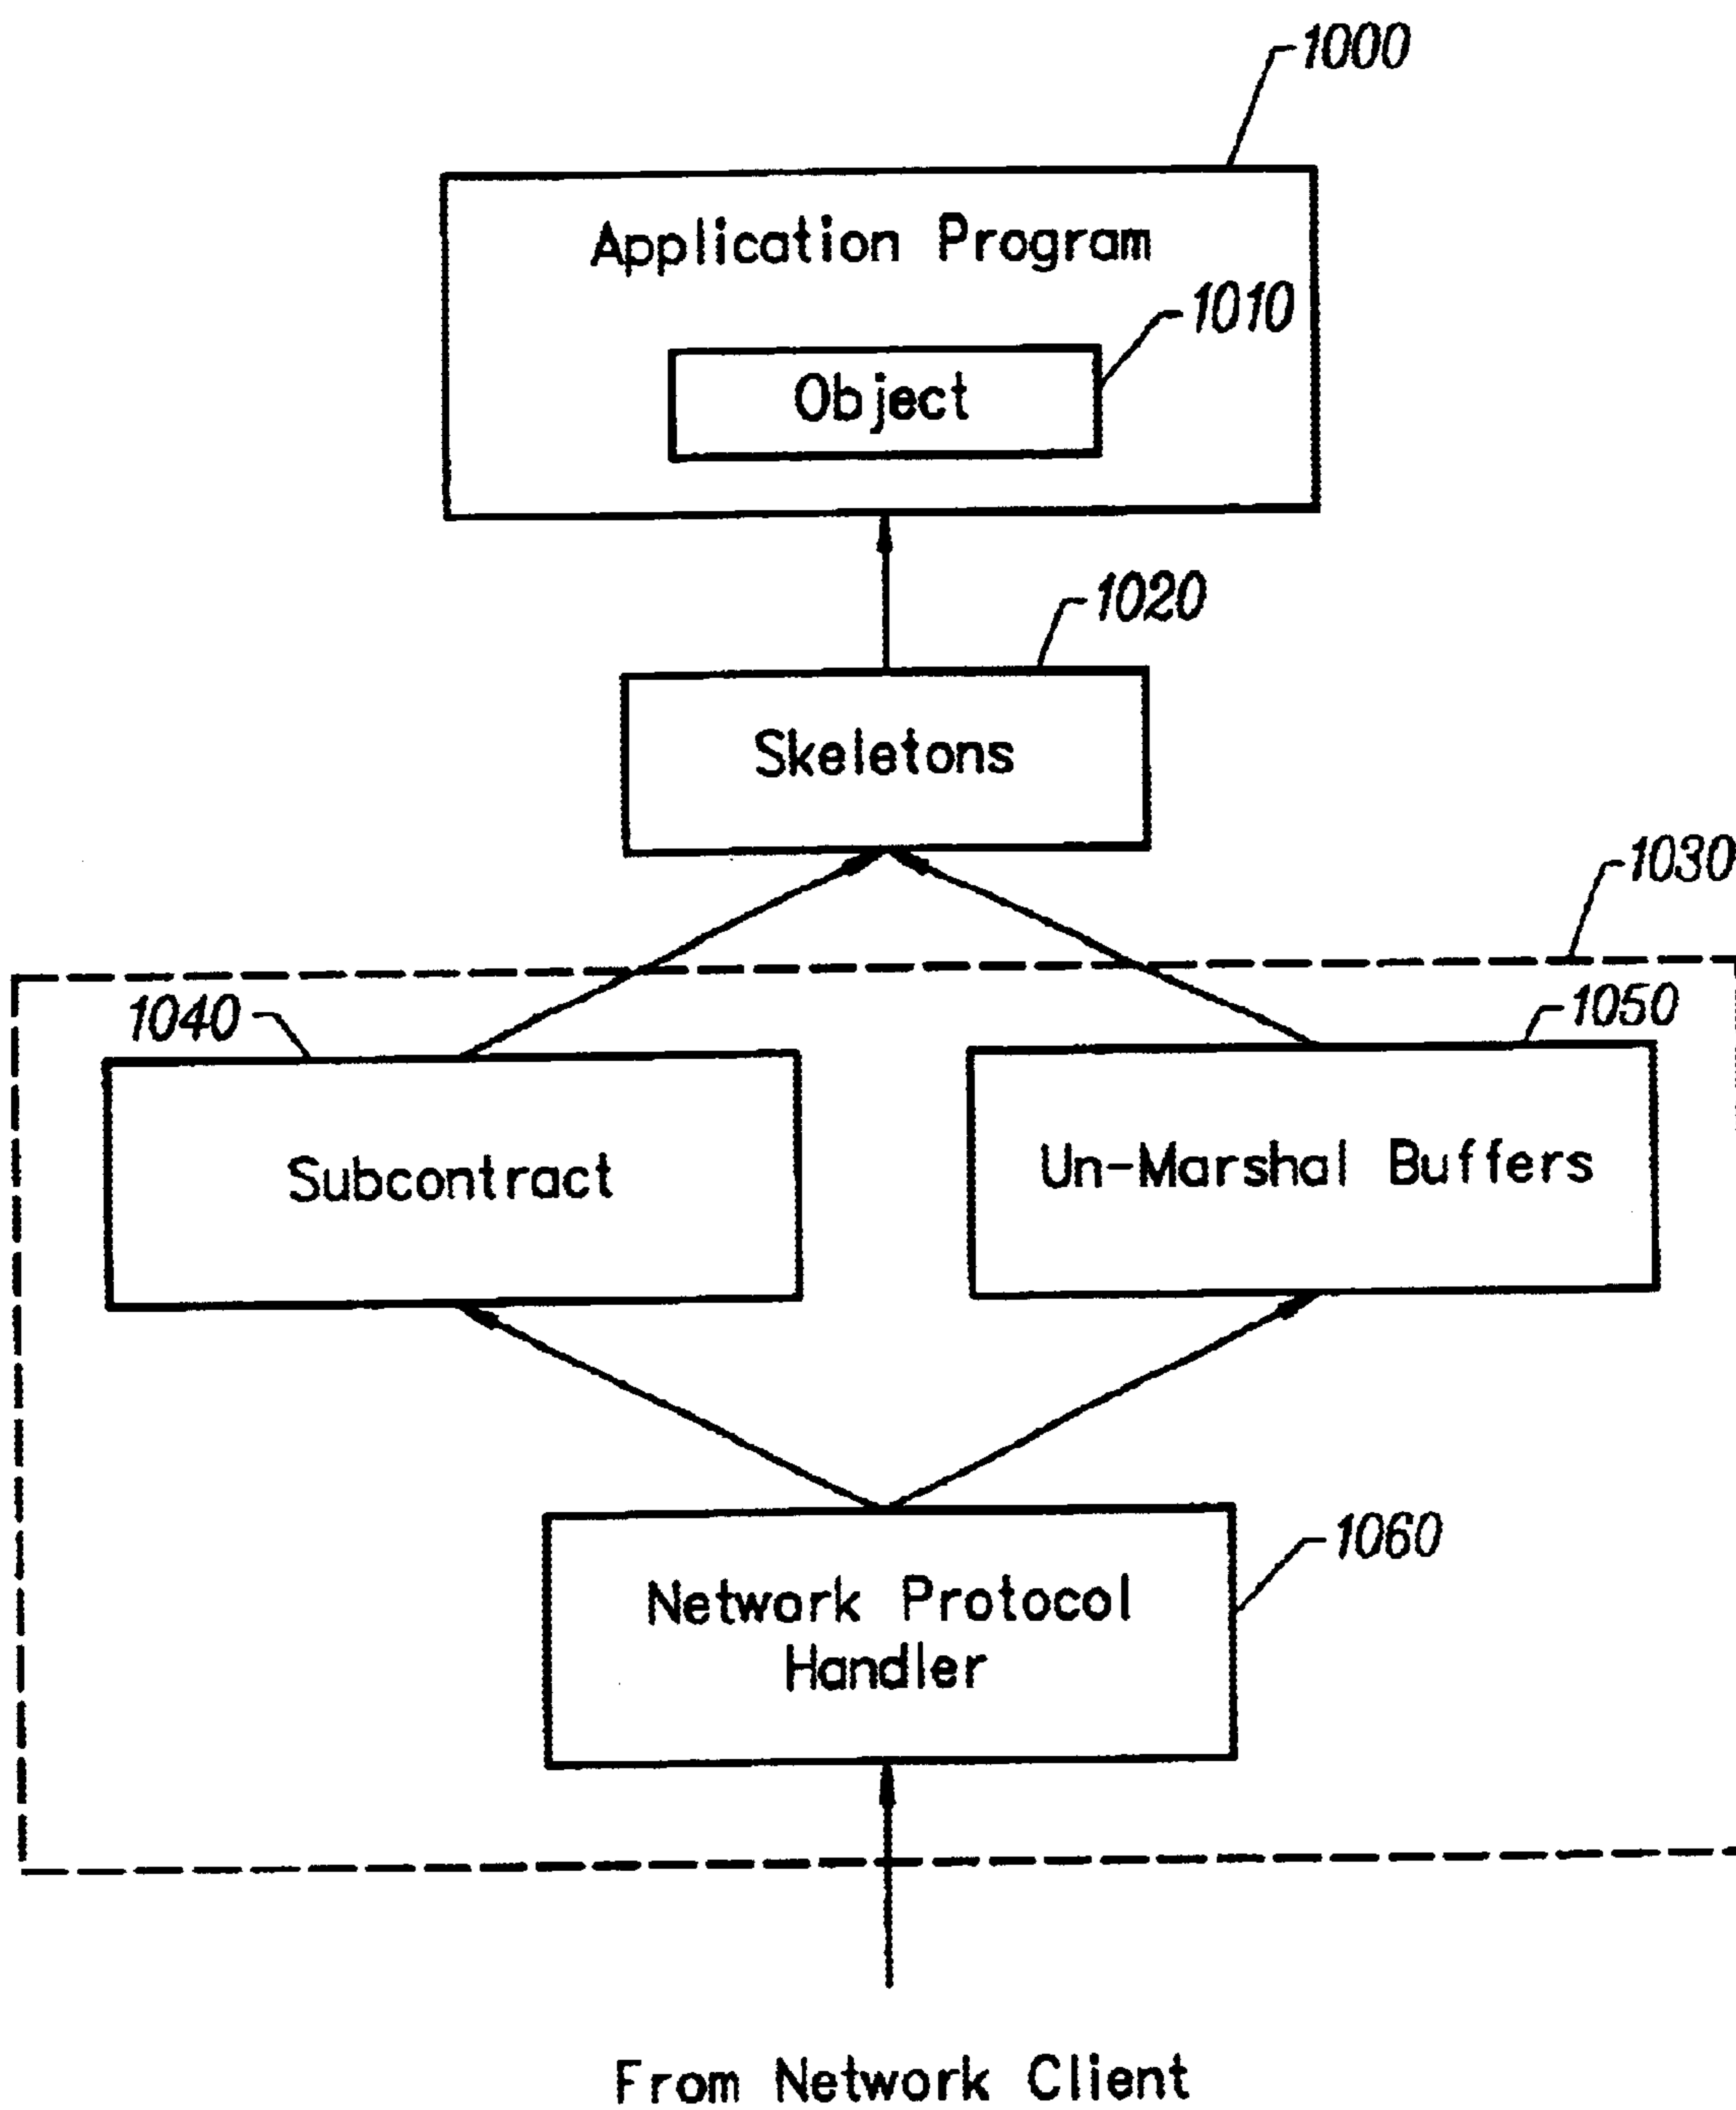 1000
Application Program
1010
Object
1020
Skeletons
1030
1040
1050
Subcontract
Un-Marshal Buffers
1060
Network Protocol
Handler
From Network Client